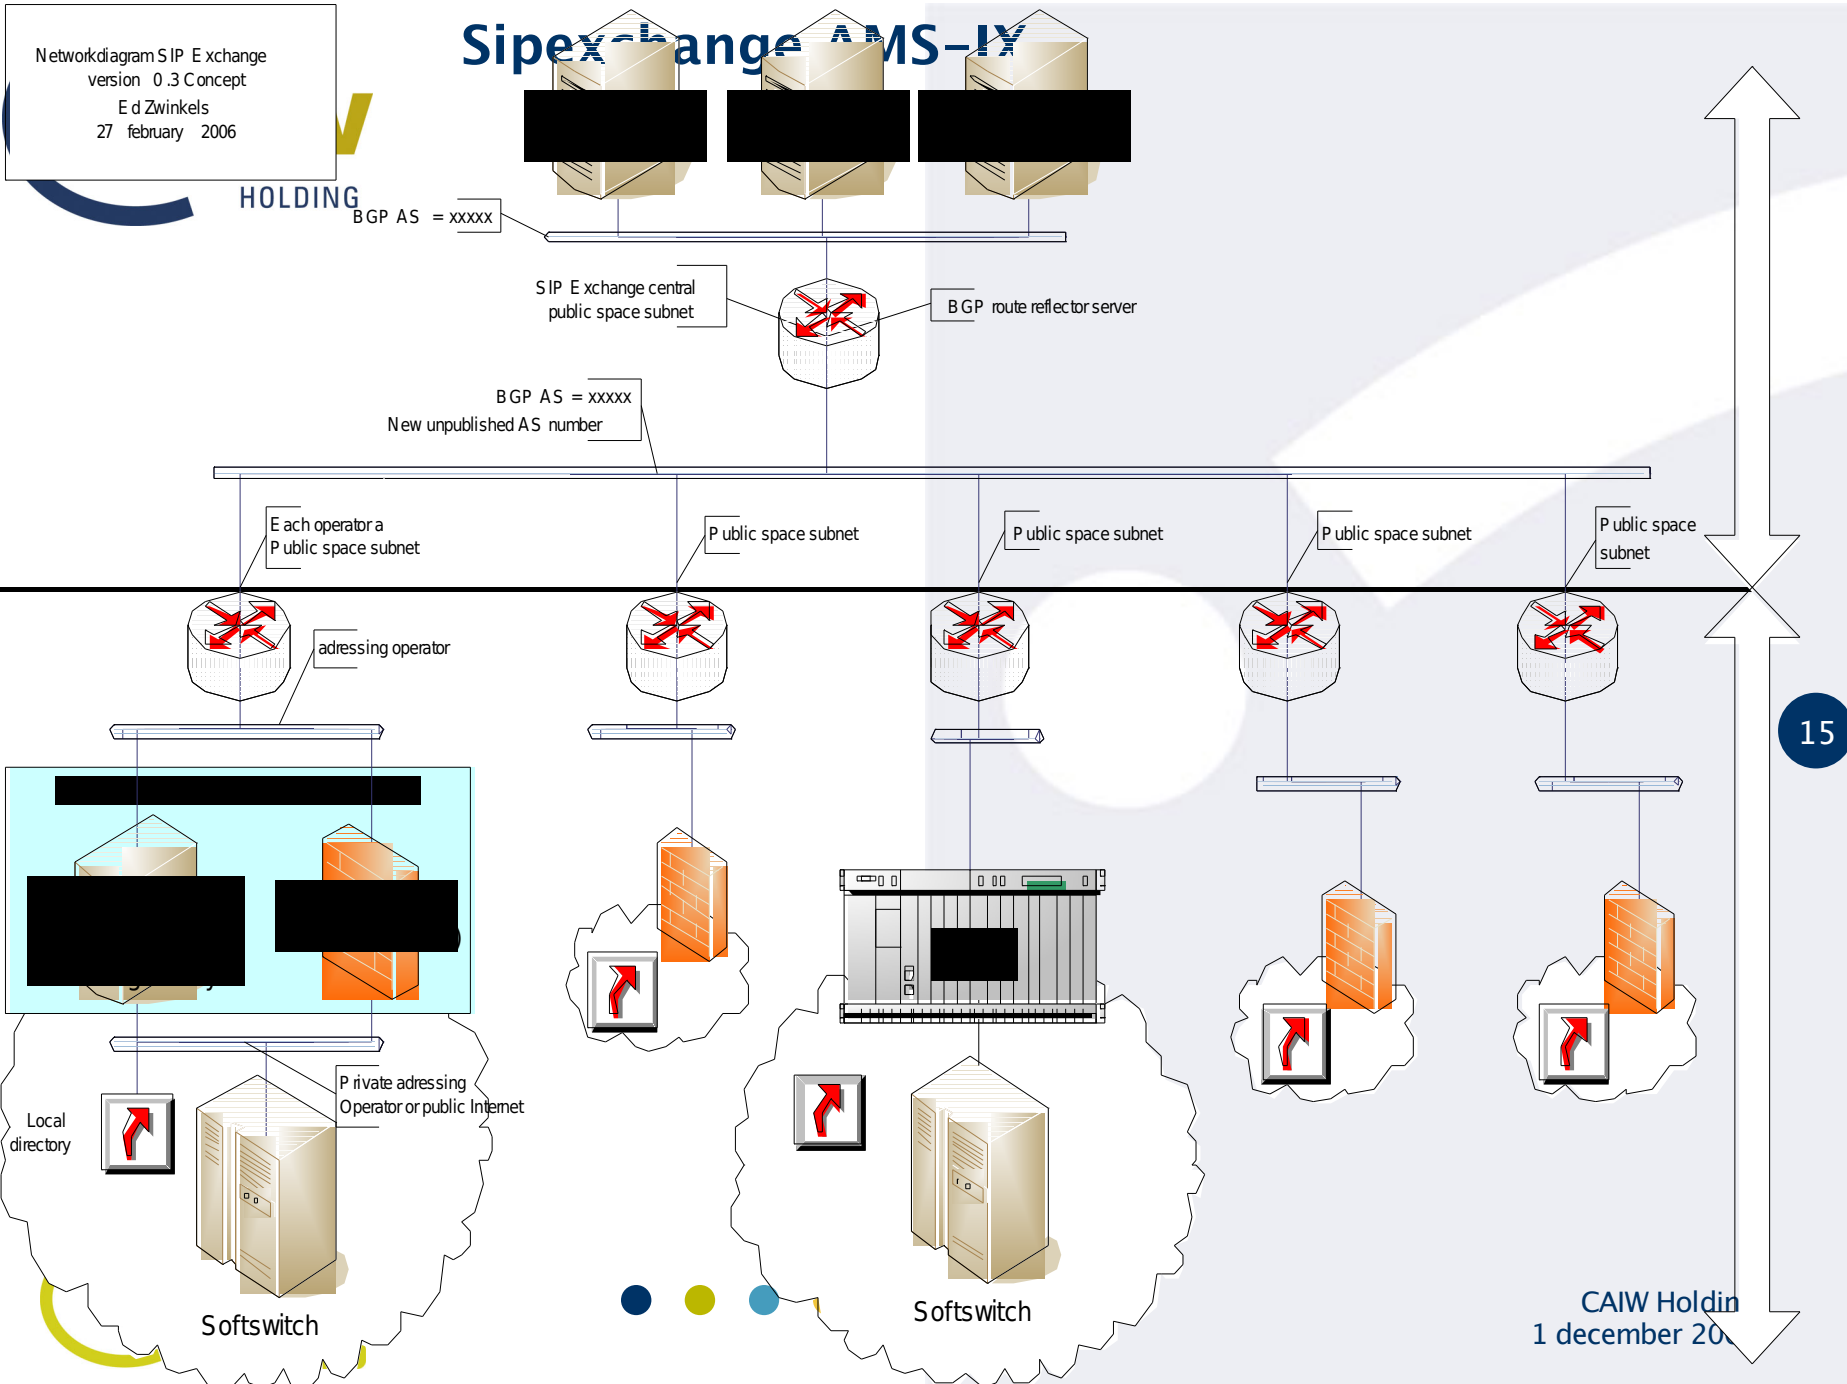 Sipexchange AMS-IX
Networkdiagram SIP Exchange
version 0.3 Concept
Ed Zwinkels
27 february 2006
HOLDING
BGP AS = xxxxx
SIP Exchange central
public space subnet
BGP route reflector server
BGP AS = xxxxx
New unpublished AS number
Each operator a
Public space subnet
Public space subnet
Public space subnet
Public space subnet
Public space
subnet
adressing operator
15
Private adressing
Operator or public Internet
Local
directory
Softswitch
Softswitch
CAIW Holdin
1 december 20